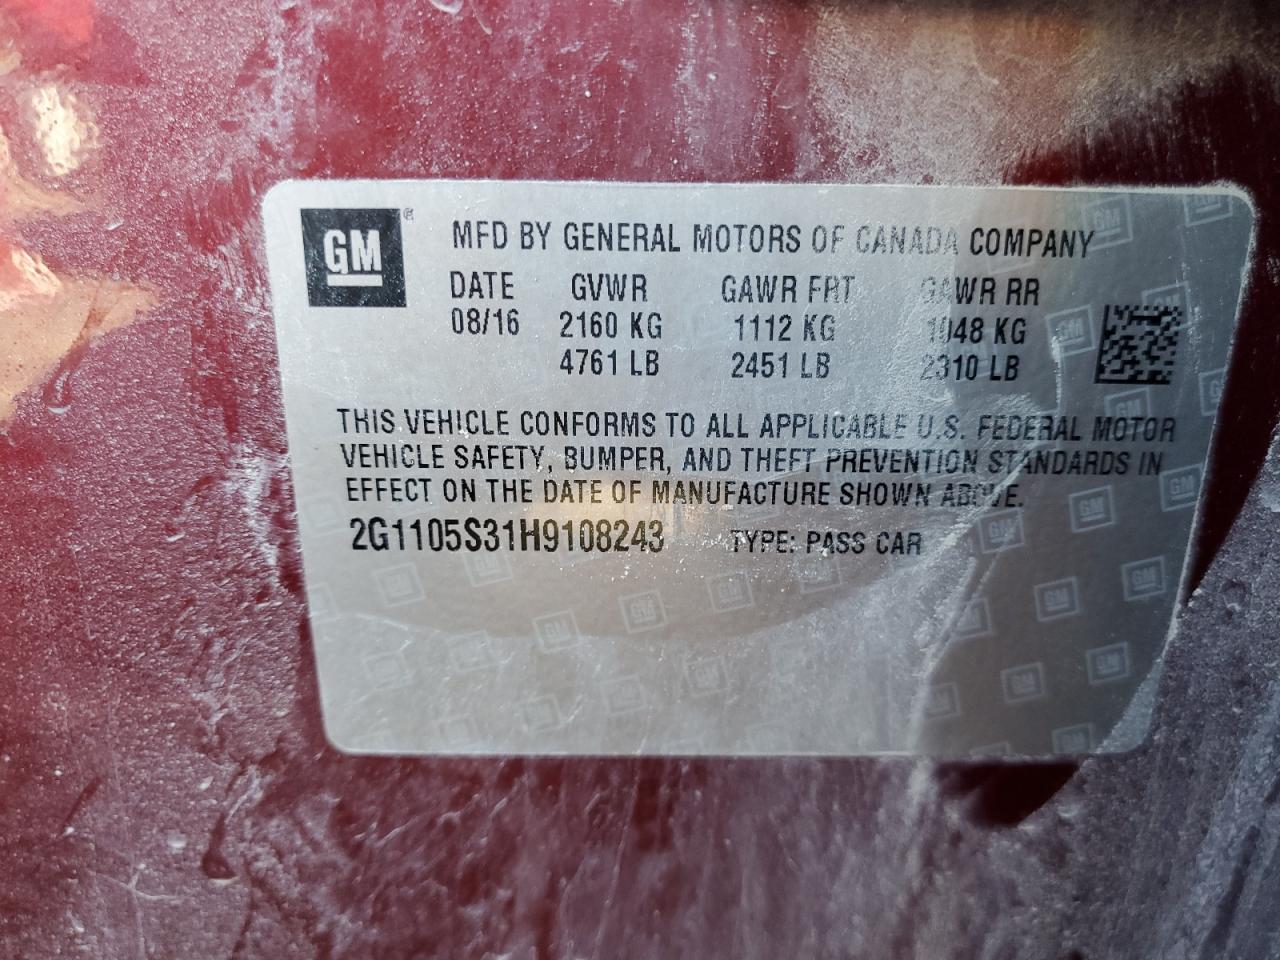 GM®
MFD BY GENERAL MOTORS OF CANADA COMPANY
DATE GVWR GAWR FRT GAWR RR
08/16 2160 KG 1112 KG 1048 KG
4761 LB 2451 LB 2310 LB
THIS VEHICLE CONFORMS TO ALL APPLICABLE U.S. FEDERAL MOTOR
VEHICLE SAFETY, BUMPER, AND THEFT PREVENTION STANDARDS IN
EFFECT ON THE DATE OF MANUFACTURE SHOWN ABOVE.
2G1105S31H9108243 TYPE: PASS CAR